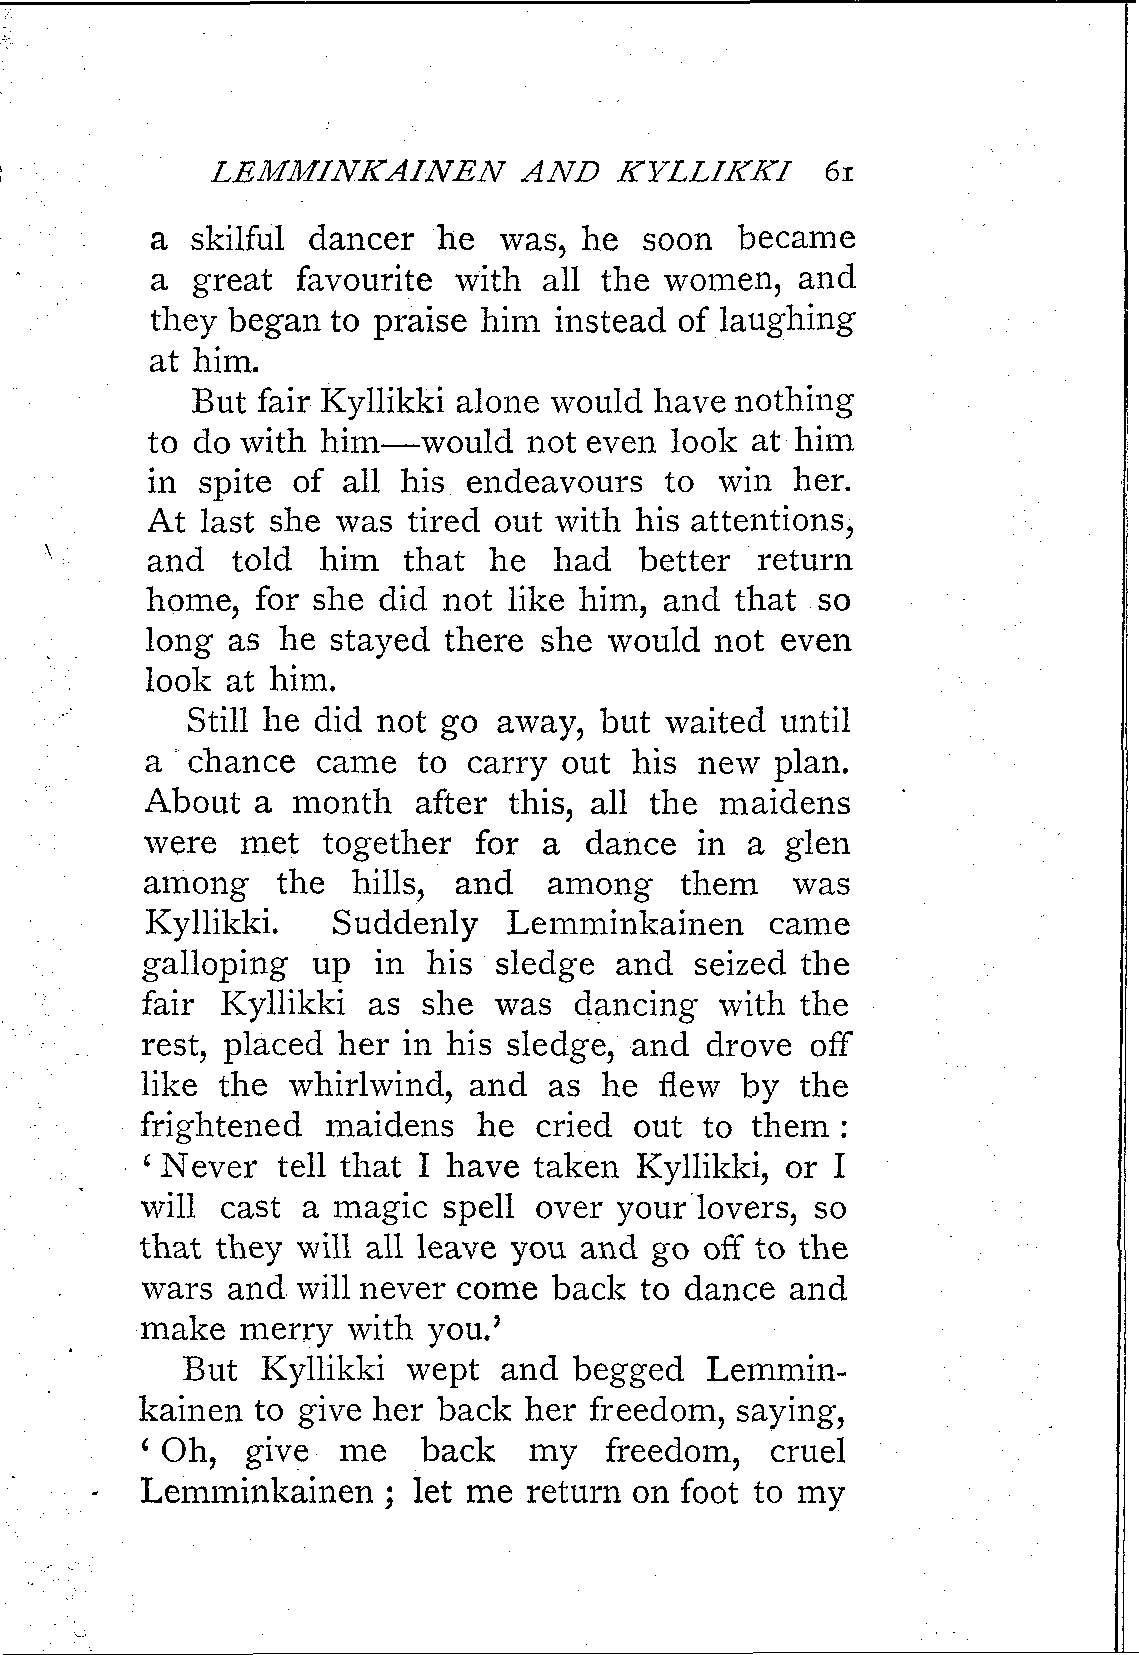 LEMMINKAINEN AND KYLLIKKI 61
a skilful dancer he was, he soon became
a great favourite with all the women, and
they began to praise him instead of laughing
at him.
But fair Kyllikki alone would have nothing
to do with him—would not even look at him
in spite of all his endeavours to win her.
At last she was tired out with his attentions,
and told him that he had better return
home, for she did not like him, and that so
long as he stayed there she would not even
look at him.
Still he did not go away, but waited until
a chance came to carry out his new plan.
About a month after this, all the maidens
were met together for a dance in a glen
among the hills, and among them was
Kyllikki. Suddenly Lemminkainen came
galloping up in his sledge and seized the
fair Kyllikki as she was dancing with the
rest, placed her in his sledge, and drove off
like the whirlwind, and as he flew by the
frightened maidens he cried out to them :
‘ Never tell that I have taken Kyllikki, or I
will cast a magic spell over your lovers, so
that they will all leave you and go off to the
wars and will never come back to dance and
make merry with you.’
But Kyllikki wept and begged Lemmin-
kainen to give her back her freedom, saying,
‘ Oh, give me back my freedom, cruel
Lemminkainen ; let me return on foot to my